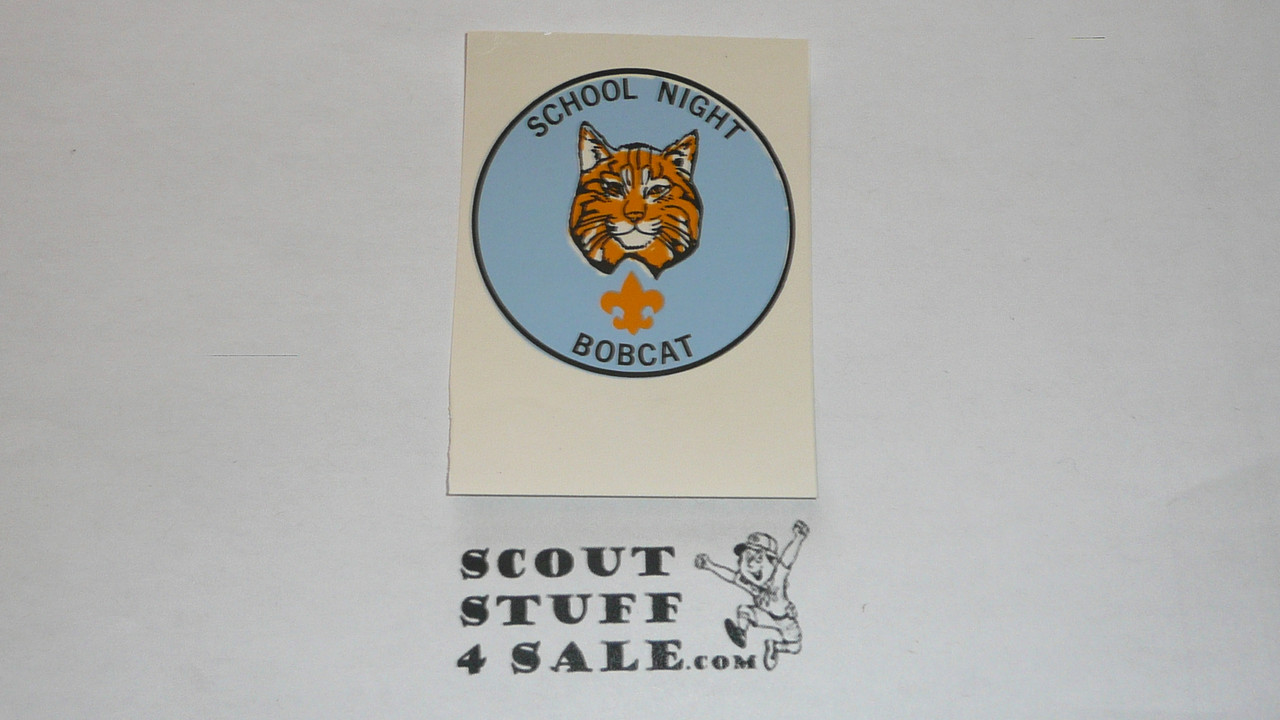 SCHOOL NIGHT
BOBCAT
SCOUT
STUFF
4 SALE.COM